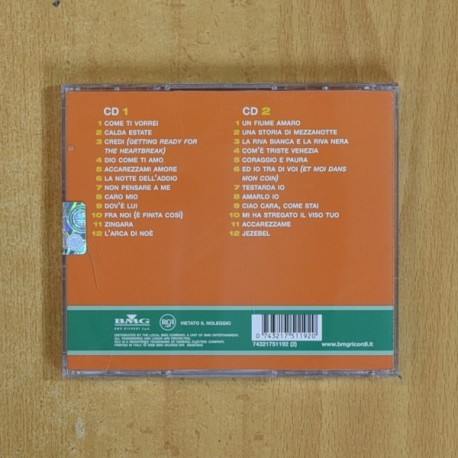 CD 1
1 COME TI VORREI
2 CALDA ESTATE
3 CREDI (GETTING READY FOR
THE HEARTBREAK)
4 DIO COME TI AMO
5 ACCAREZZAMI AMORE
6 LA NOTTE DELL'ADDIO
7 NON PENSARE A ME
8 CARO MIO
9 DOV'È LUI
10 FRA NOI (È FINITA COSÌ)
11 ZINGARA
12 L'ARCA DI NOÈ
CD 2
1 UN FIUME AMARO
2 UNA STORIA DI MEZZANOTTE
3 LA RIVA BIANCA E LA RIVA NERA
4 COM'È TRISTE VENEZIA
5 CORAGGIO E PAURA
6 ED IO TRA DI VOI (ET MOI DANS
MON COIN)
7 TESTARDA IO
8 AMARLO IO
9 CIAO CARA, COME STAI
10 MI HA STREGATO IL VISO TUO
11 ACCAREZZAME
12 JEZEBEL
BMG
BMG RICORDI S.p.A.
RCA
VIETATO IL NOLEGGIO
0 743217 511920
74321751192 (2)
www.bmgricordi.it